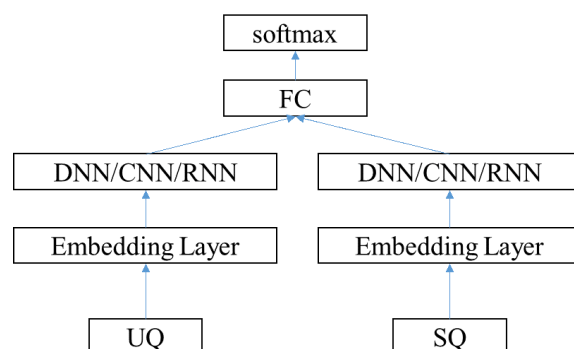 softmax
FC
DNN/CNN/RNN
DNN/CNN/RNN
Embedding Layer
Embedding Layer
UQ
SQ